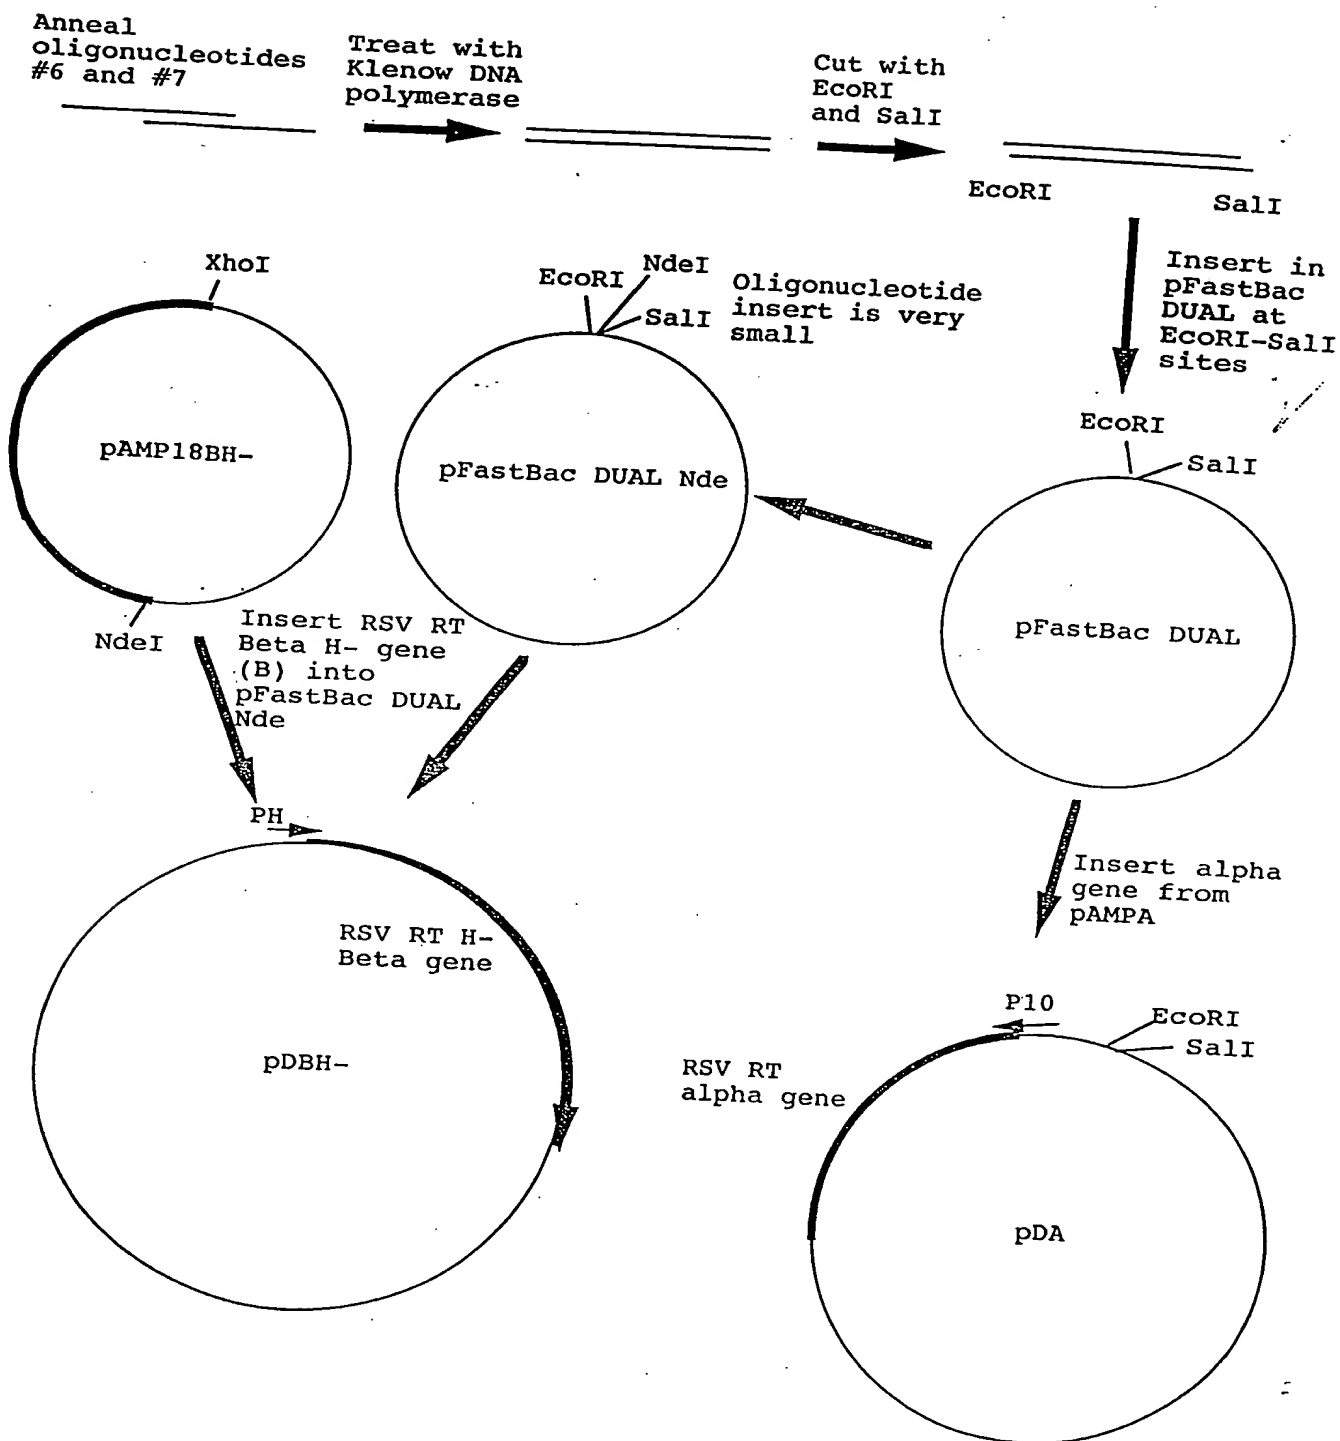 Anneal
oligonucleotides
#6 and #7
Treat with
Klenow DNA
polymerase
Cut with
EcoRI
and SalI
EcoRI
SalI
XhoI
pAMP18BH-
NdeI
EcoRI
NdeI
SalI
Oligonucleotide
insert is very
small
pFastBac DUAL Nde
Insert in
pFastBac
DUAL at
EcoRI-SalI
sites
EcoRI
SalI
pFastBac DUAL
Insert RSV RT
Beta H- gene
(B) into
pFastBac DUAL
Nde
PH
RSV RT H-
Beta gene
pDBH-
Insert alpha
gene from
pAMPA
P10
EcoRI
SalI
RSV RT
alpha gene
pDA